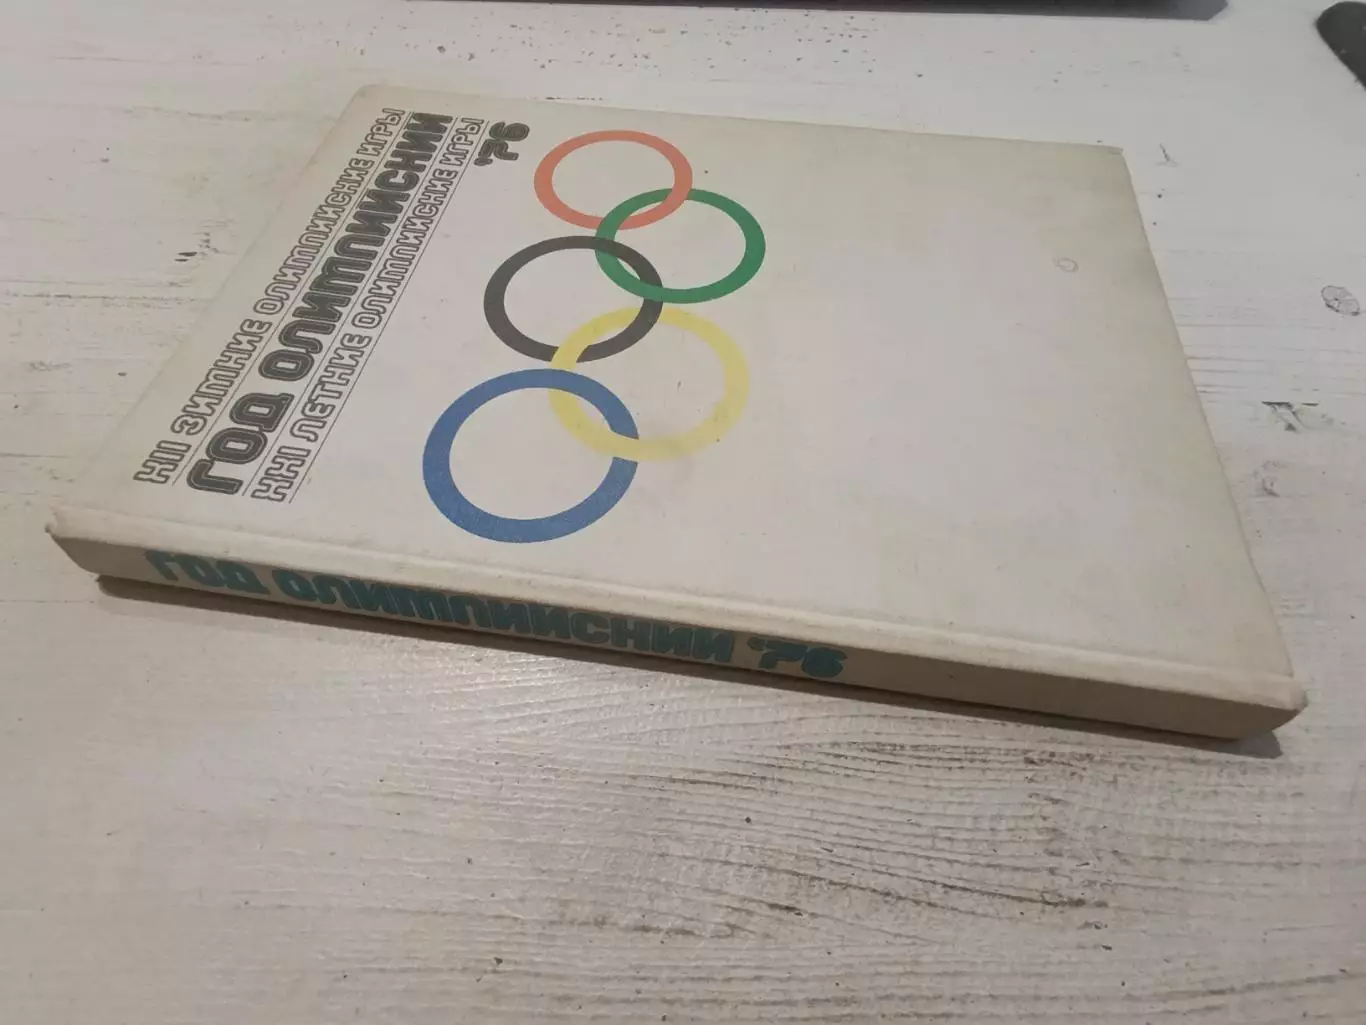 XII ЗИМНИЕ ОЛИМПИЙСКИЕ ИГРЫ
ГОД ОЛИМПИЙСКИЙ '76
XXI ЛЕТНИЕ ОЛИМПИЙСКИЕ ИГРЫ
ГОД ОЛИМПИЙСКИЙ '76